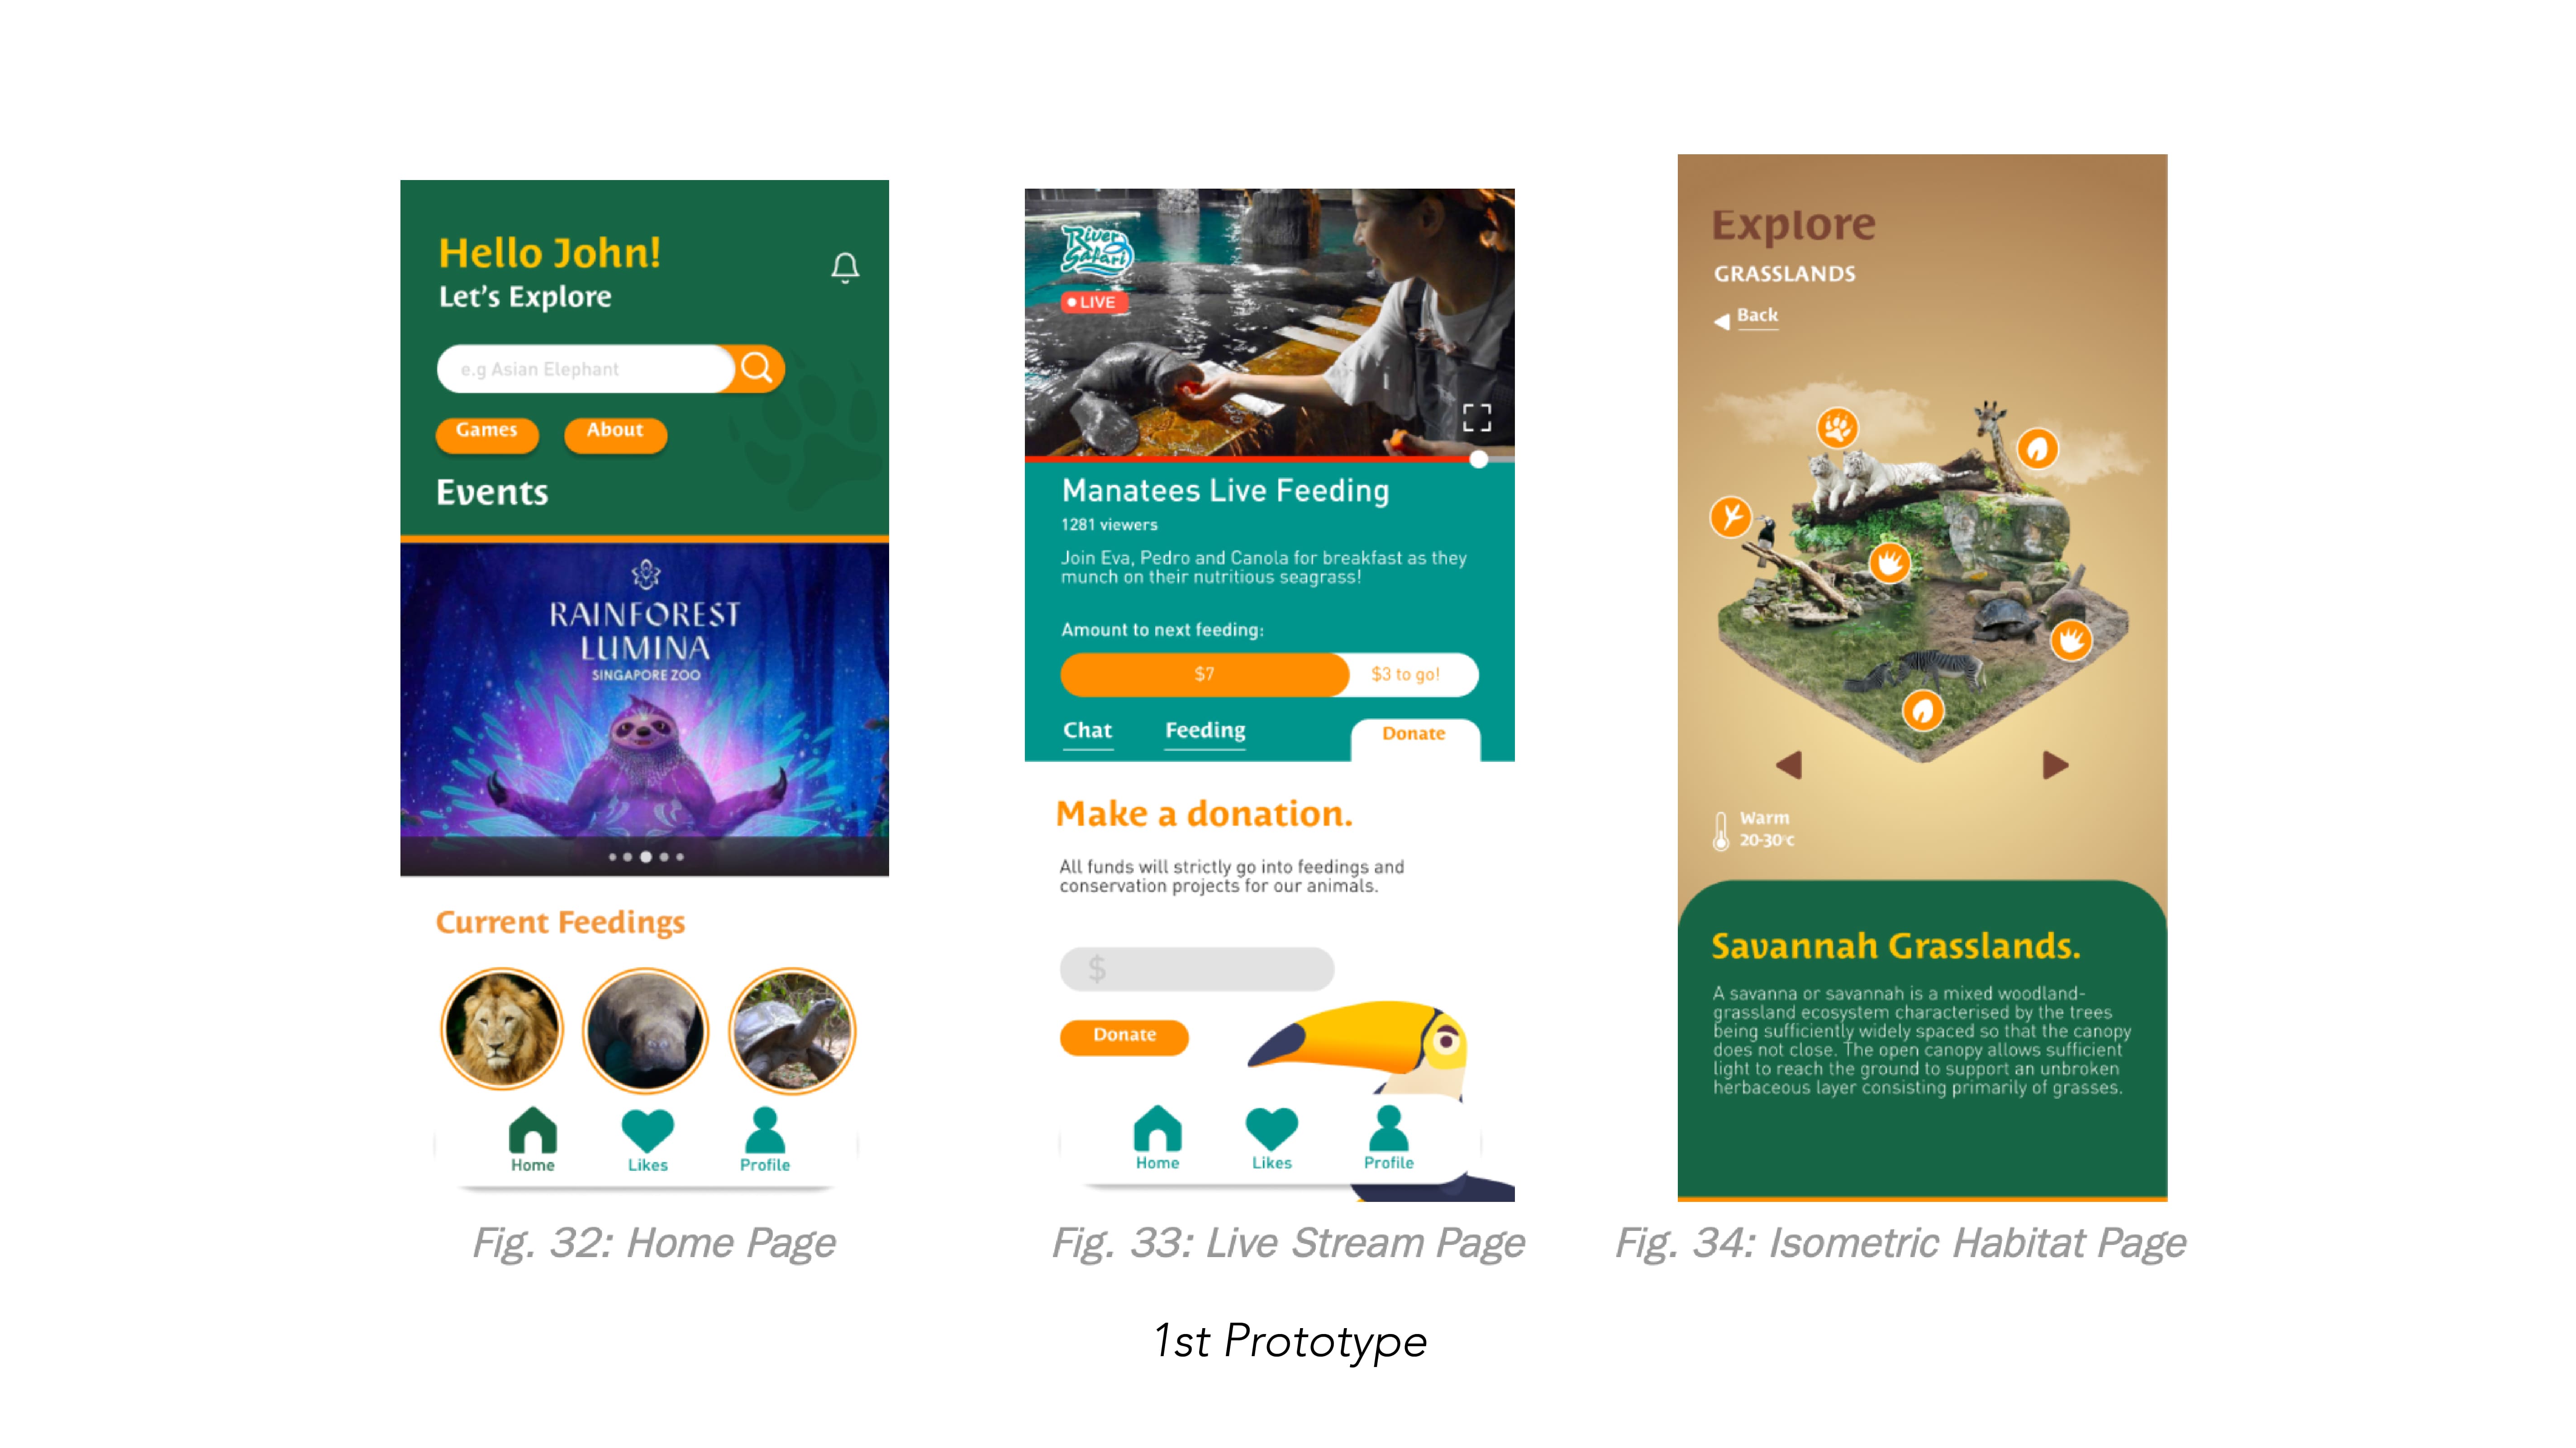 Hello John!
Let's Explore
e.g Asian Elephant
Games
About
Events
RAINFOREST
LUMINA
SINGAPORE ZOO
Current Feedings
Home
Likes
Profile
Fig. 32: Home Page
River
Safari
LIVE
Manatees Live Feeding
1281 viewers
Join Eva, Pedro and Canola for breakfast as they
munch on their nutritious seagrass!
Amount to next feeding:
$7
$3 to go!
Chat
Feeding
Donate
Make a donation.
All funds will strictly go into feedings and
conservation projects for our animals.
$
Donate
Home
Likes
Profile
Fig. 33: Live Stream Page
Explore
GRASSLANDS
Back
Warm
20-30°c
Savannah Grasslands.
A savanna or savannah is a mixed woodland-
grassland ecosystem characterised by the trees
being sufficiently widely spaced so that the canopy
does not close. The open canopy allows sufficient
light to reach the ground to support an unbroken
herbaceous layer consisting primarily of grasses.
Fig. 34: Isometric Habitat Page
1st Prototype